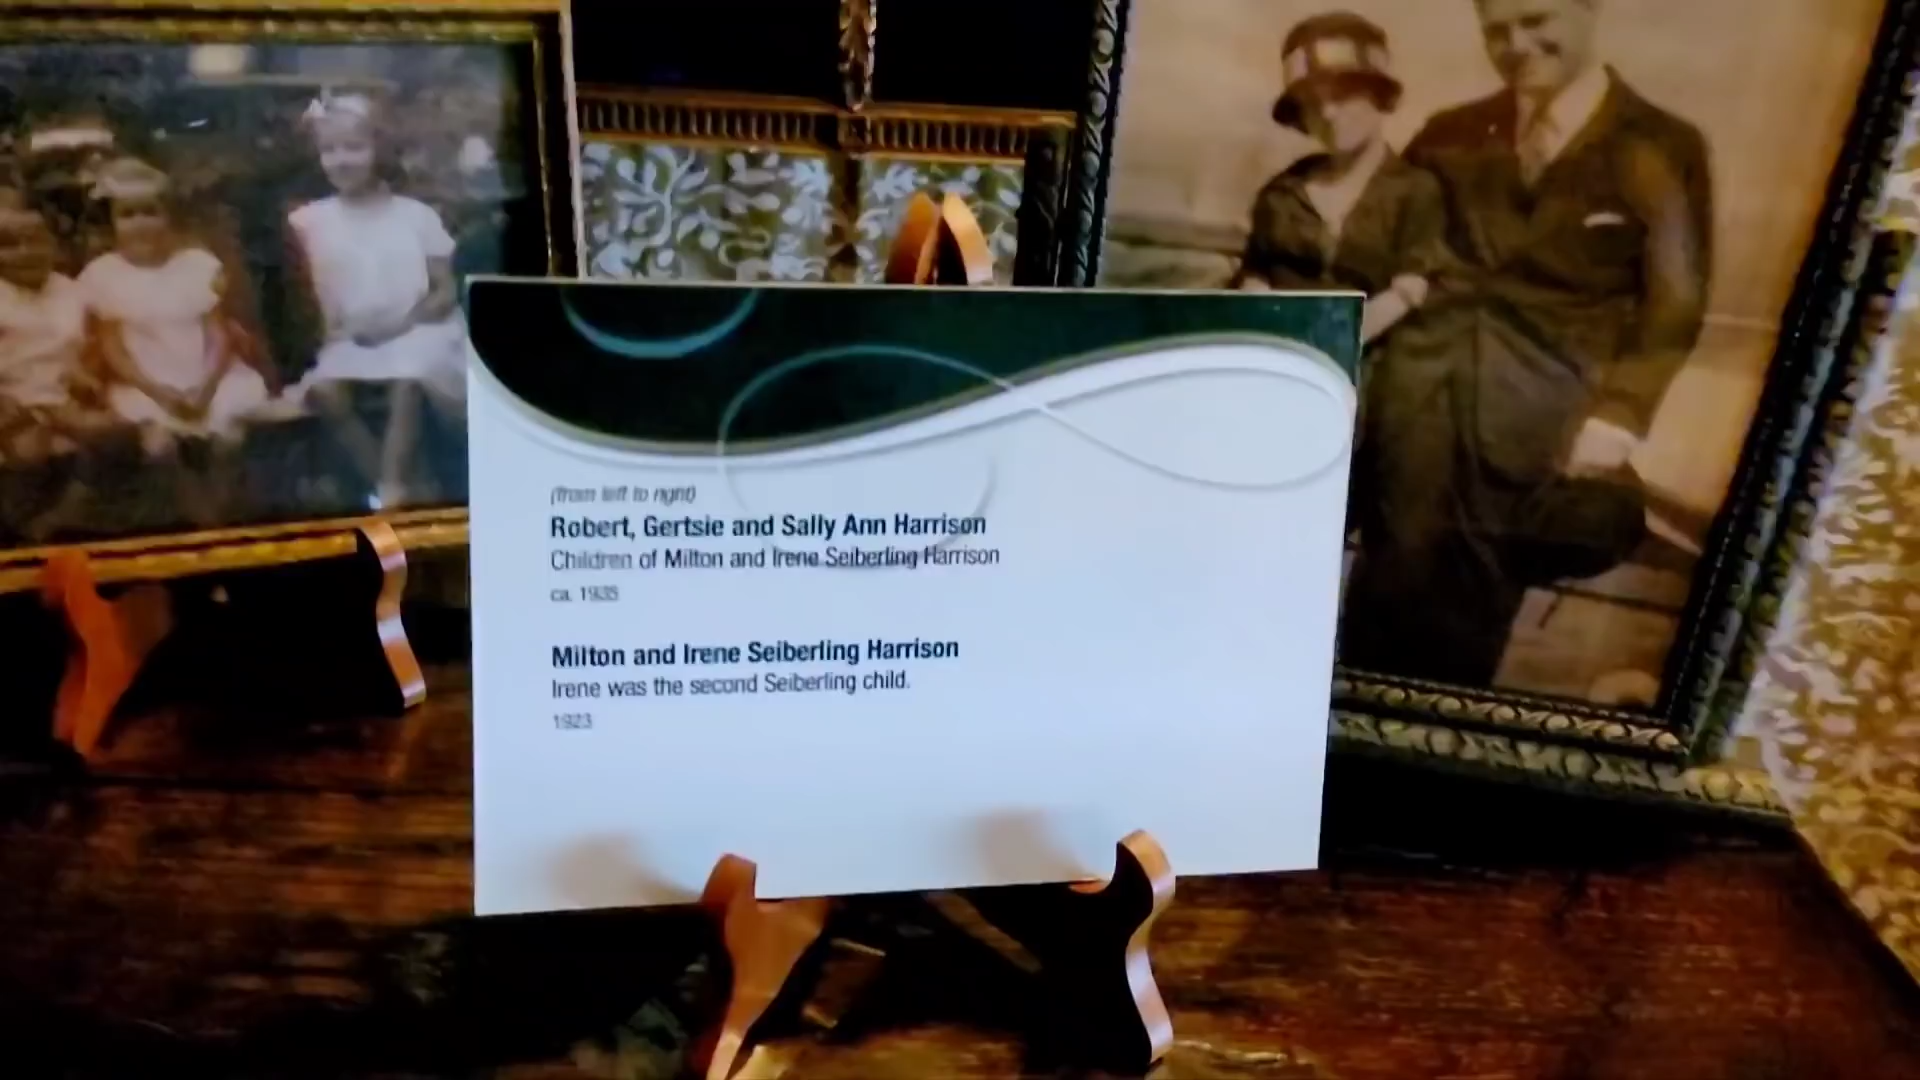 (from left to right)
Robert, Gertsie and Sally Ann Harrison
Children of Milton and Irene Seiberling Harrison
ca. 1935
Milton and Irene Seiberling Harrison
Irene was the second Seiberling child.
1923